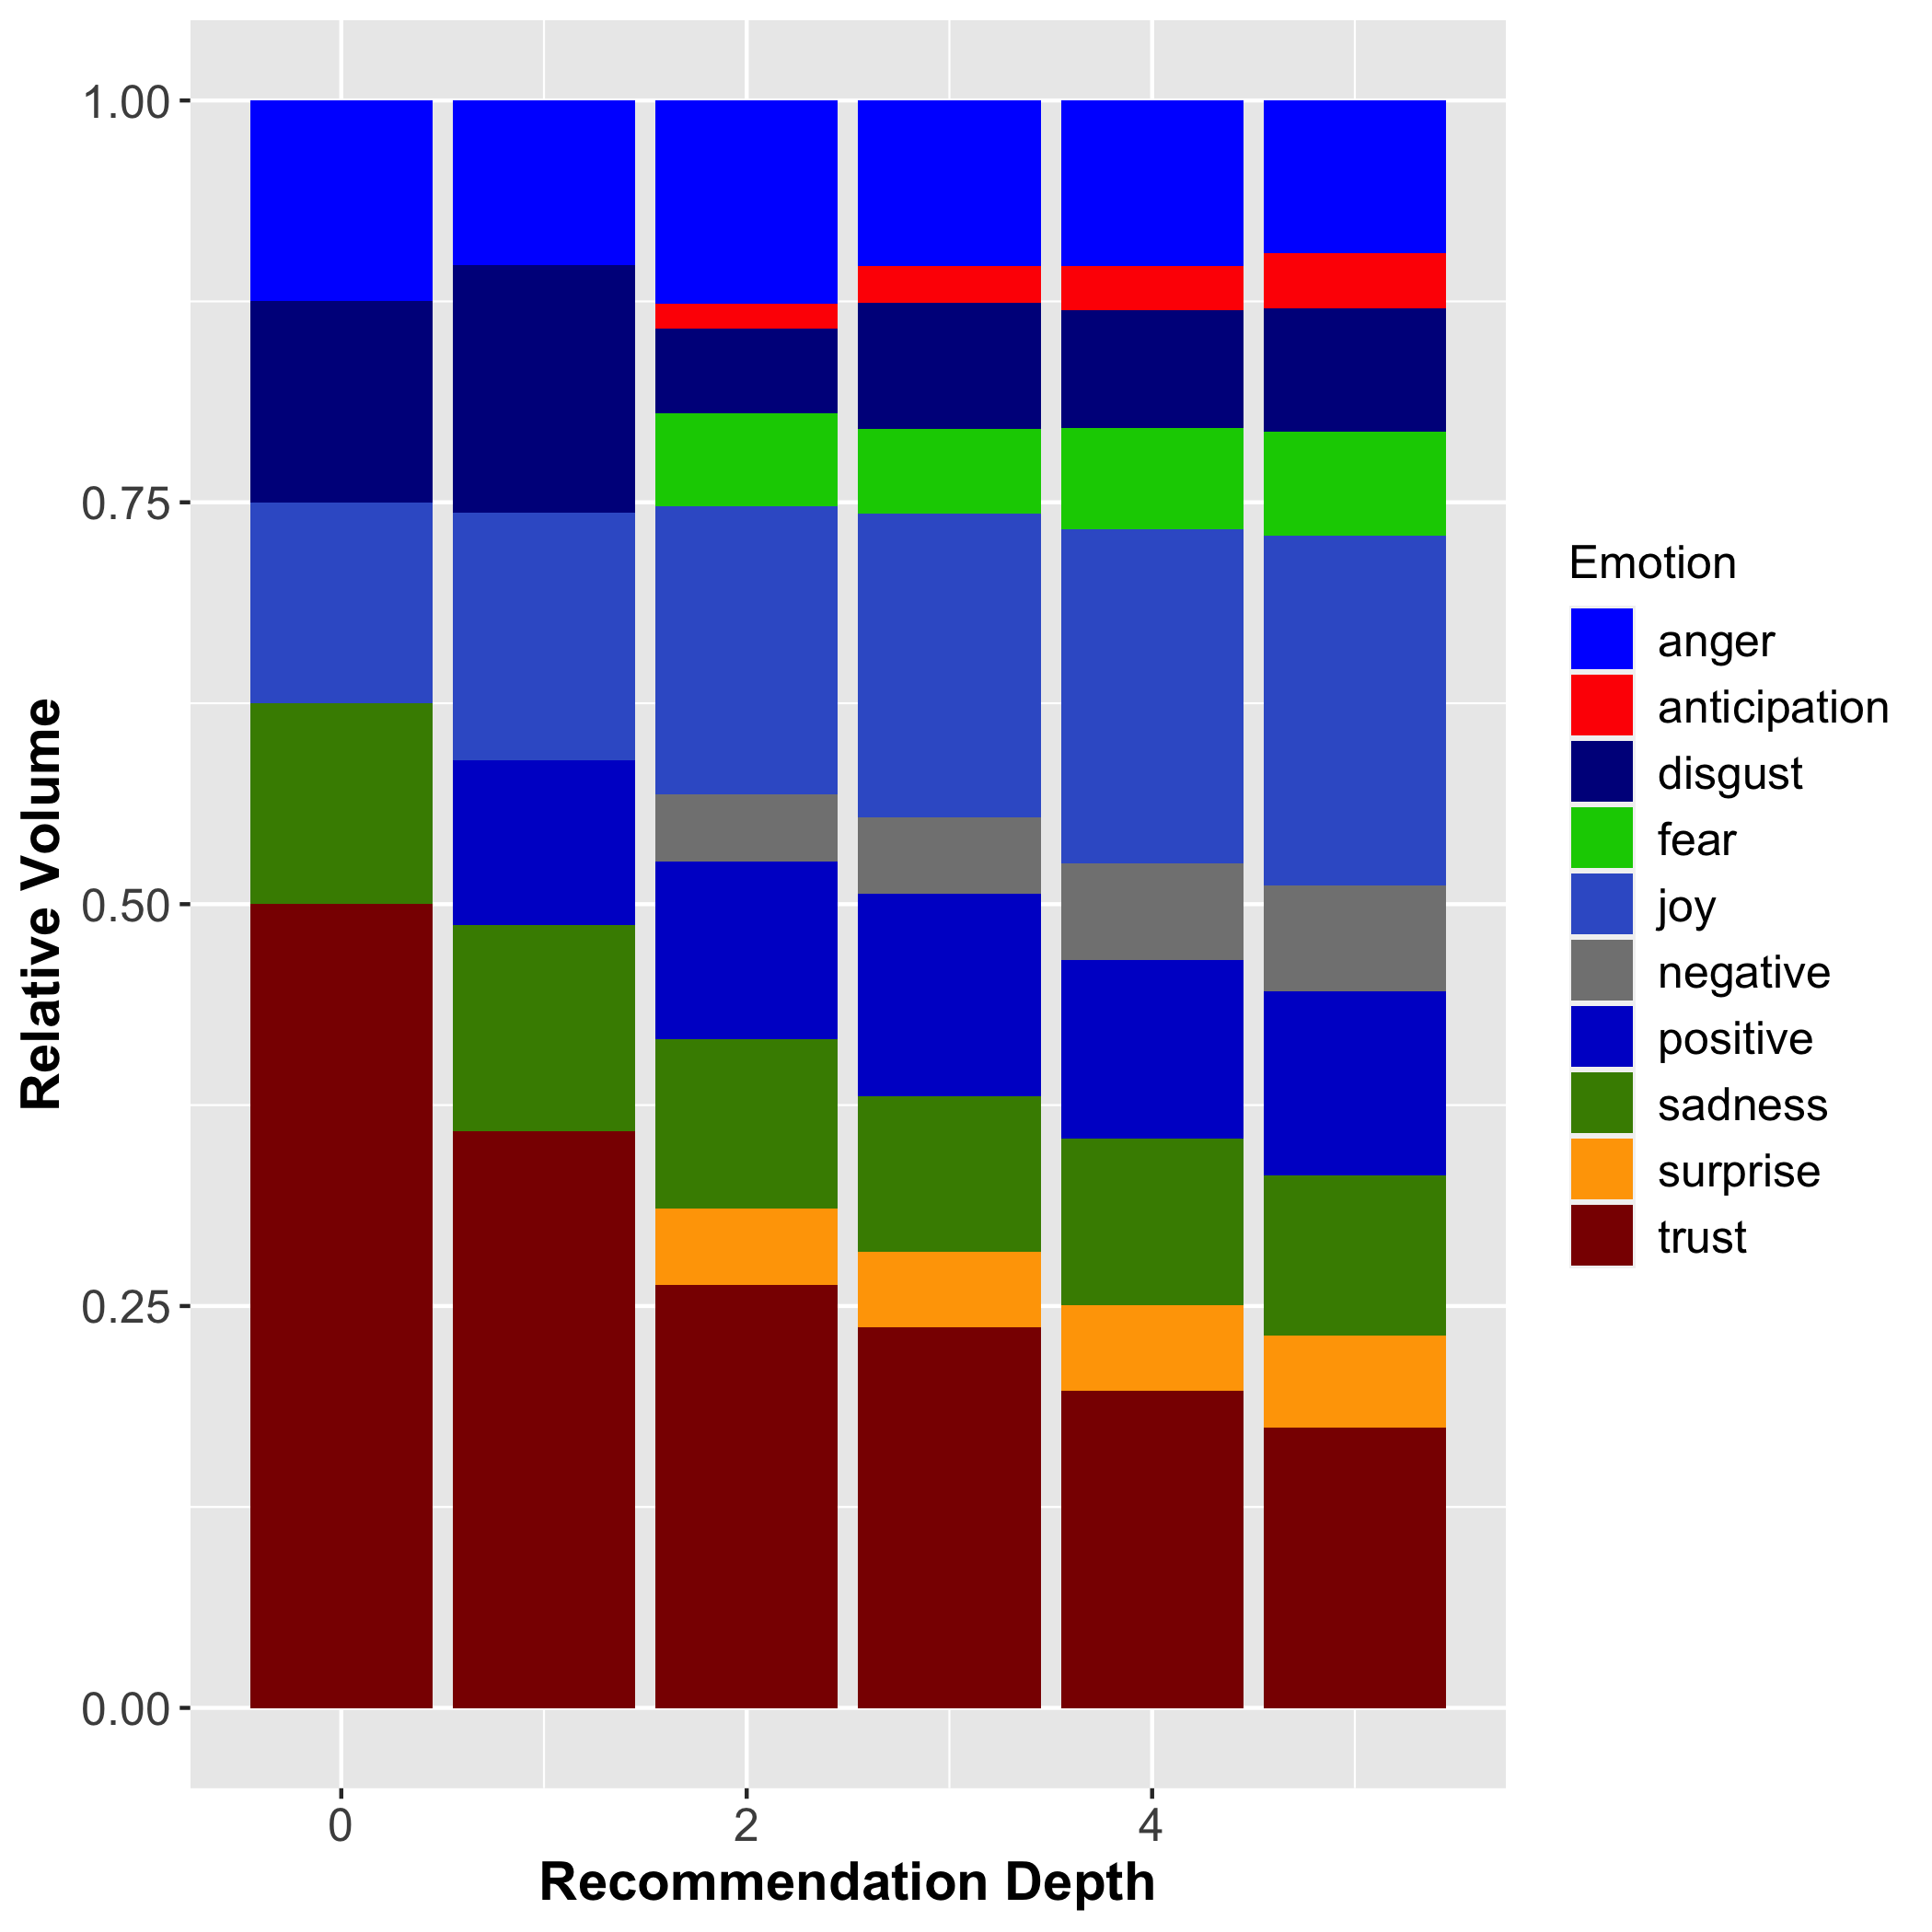 1.00
0.75
0.50
0.25
0.00
Relative Volume
0 2 4
Recommendation Depth
Emotion
anger
anticipation
disgust
fear
joy
negative
positive
sadness
surprise
trust